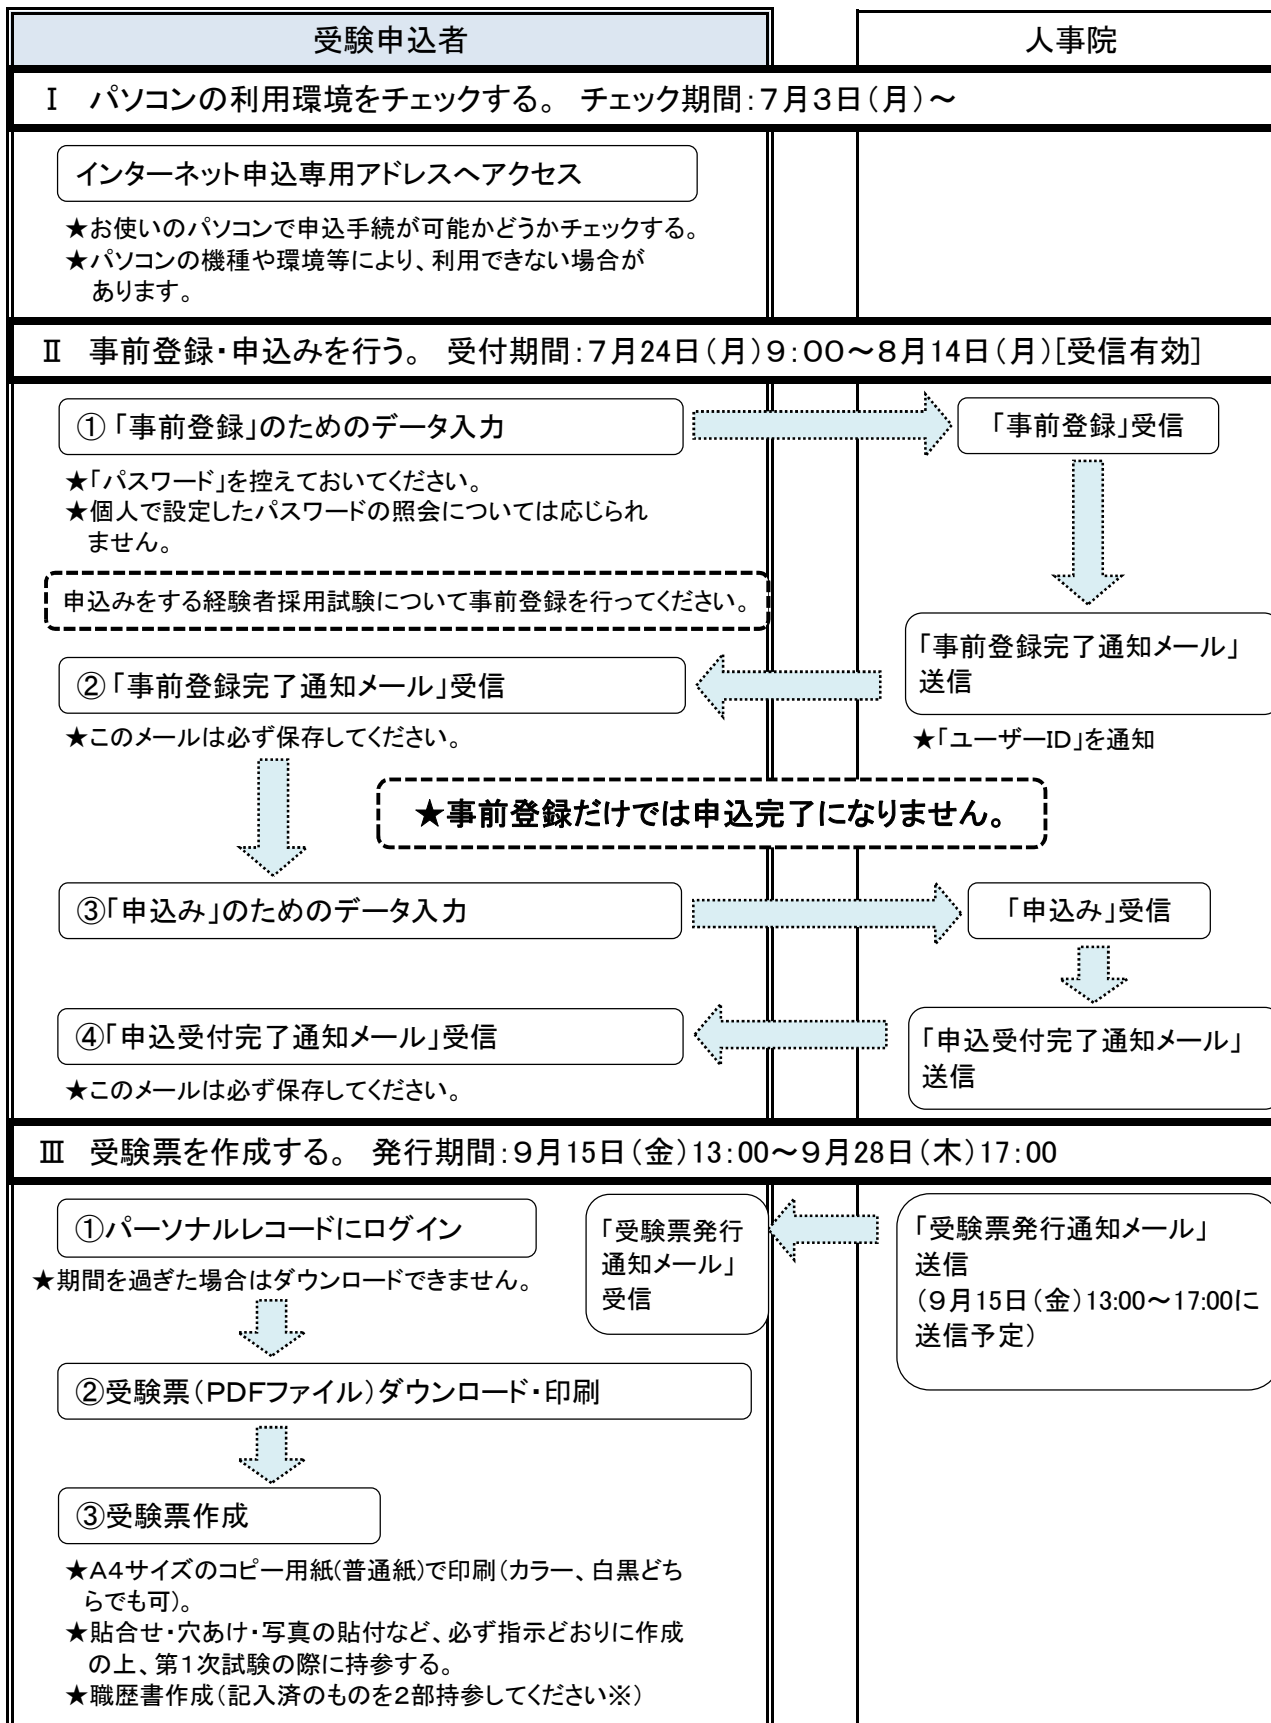 受験申込者
人事院
Ⅰ　パソコンの利用環境をチェックする。　チェック期間：７月３日（月）～
インターネット申込専用アドレスへアクセス
★お使いのパソコンで申込手続が可能かどうかチェックする。
★パソコンの機種や環境等により、利用できない場合が
あります。
Ⅱ　事前登録・申込みを行う。　受付期間：７月24日（月）９：００～８月14日（月）[受信有効]
①「事前登録」のためのデータ入力
「事前登録」受信
★「パスワード」を控えておいてください。
★個人で設定したパスワードの照会については応じられ
ません。
申込みをする経験者採用試験について事前登録を行ってください。
「事前登録完了通知メール」
送信
②「事前登録完了通知メール」受信
★このメールは必ず保存してください。
★「ユーザーＩＤ」を通知
★事前登録だけでは申込完了になりません。
③「申込み」のためのデータ入力
「申込み」受信
④「申込受付完了通知メール」受信
「申込受付完了通知メール」
送信
★このメールは必ず保存してください。
Ⅲ　受験票を作成する。　発行期間：９月15日（金）13：00～９月28日（木）17：00
①パーソナルレコードにログイン
★期間を過ぎた場合はダウンロードできません。
「受験票発行
通知メール」
受信
「受験票発行通知メール」
送信
（９月15日（金）13:00～17:00に
送信予定）
②受験票（ＰＤＦファイル）ダウンロード・印刷
③受験票作成
★Ａ４サイズのコピー用紙(普通紙)で印刷（カラー、白黒どち
らでも可）。
★貼合せ・穴あけ・写真の貼付など、必ず指示どおりに作成
の上、第１次試験の際に持参する。
★職歴書作成（記入済のものを２部持参してください※）